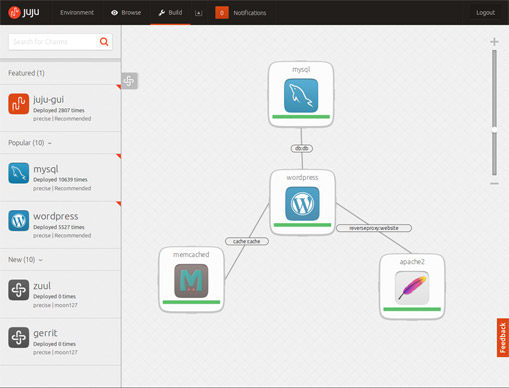 juju
Environment
Browse
Build
0
Notifications
Logout
Search for Charms
Featured (1)
juju-gui
Deployed 2807 times
precise | Recommended
Popular (10)
mysql
Deployed 10639 times
precise | Recommended
wordpress
Deployed 5527 times
precise | Recommended
New (10)
zuul
Deployed 0 times
precise | moon127
gerrit
Deployed 0 times
precise | moon127
mysql
db:db
wordpress
cache:cache
reverseproxy:website
memcached
apache2
Feedback